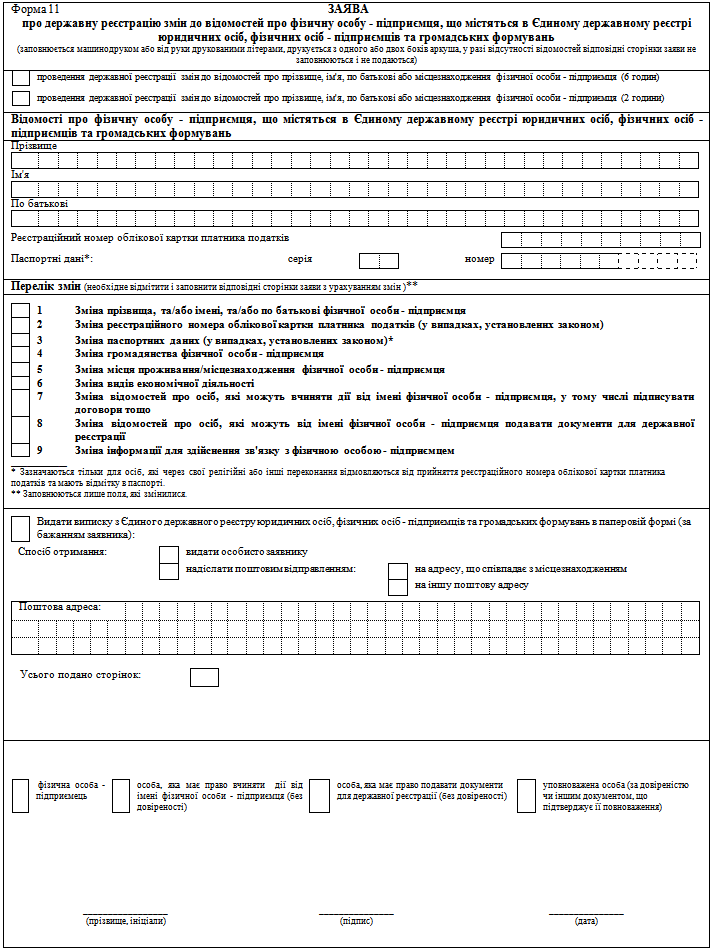 Форма 11
ЗАЯВА
про державну реєстрацію змін до відомостей про фізичну особу - підприємця, що містяться в Єдиному державному реєстрі
юридичних осіб, фізичних осіб - підприємців та громадських формувань
(заповнюється машинодруком або від руки друкованими літерами, друкується з одного або двох боків аркуша, у разі відсутності відомостей відповідні сторінки заяви не
заповнюються і не подаються)
проведення державної реєстрації змін до відомостей про прізвище, ім'я, по батькові або місцезнаходження фізичної особи - підприємця (6 годин)
проведення державної реєстрації змін до відомостей про прізвище, ім'я, по батькові або місцезнаходження фізичної особи - підприємця (2 години)
Відомості про фізичну особу - підприємця, що містяться в Єдиному державному реєстрі юридичних осіб, фізичних осіб -
підприємців та громадських формувань
Прізвище
Ім'я
По батькові
Реєстраційний номер облікової картки платника податків
Паспортні дані*: серія номер
Перелік змін (необхідне відмітити і заповнити відповідні сторінки заяви з урахуванням змін )**
1 Зміна прізвища, та/або імені, та/або по батькові фізичної особи - підприємця
2 Зміна реєстраційного номера облікової картки платника податків (у випадках, установлених законом)
3 Зміна паспортних даних (у випадках, установлених законом)*
4 Зміна громадянства фізичної особи - підприємця
5 Зміна місця проживання/місцезнаходження фізичної особи - підприємця
6 Зміна видів економічної діяльності
7 Зміна відомостей про осіб, які можуть вчиняти дії від імені фізичної особи - підприємця, у тому числі підписувати
договори тощо
8 Зміна відомостей про осіб, які можуть від імені фізичної особи - підприємця подавати документи для державної
реєстрації
9 Зміна інформації для здійснення зв'язку з фізичною особою - підприємцем
* Зазначаються тільки для осіб, які через свої релігійні або інші переконання відмовляються від прийняття реєстраційного номера облікової картки платника
податків та мають відмітку в паспорті.
** Заповнюються лише поля, які змінилися.
Видати виписку з Єдиного державного реєстру юридичних осіб, фізичних осіб - підприємців та громадських формувань в паперовій формі (за
бажанням заявника):
Спосіб отримання: видати особисто заявнику
надіслати поштовим відправленням: на адресу, що співпадає з місцезнаходженням
на іншу поштову адресу
Поштова адреса:
Усього подано сторінок:
фізична особа - підприємець
особа, яка має право вчиняти дії від
імені фізичної особи - підприємця (без
довіреності)
особа, яка має право подавати документи
для державної реєстрації (без довіреності)
уповноважена особа (за довіреністю
чи іншим документом, що
підтверджує її повноваження)
(прізвище, ініціали) (підпис) (дата)